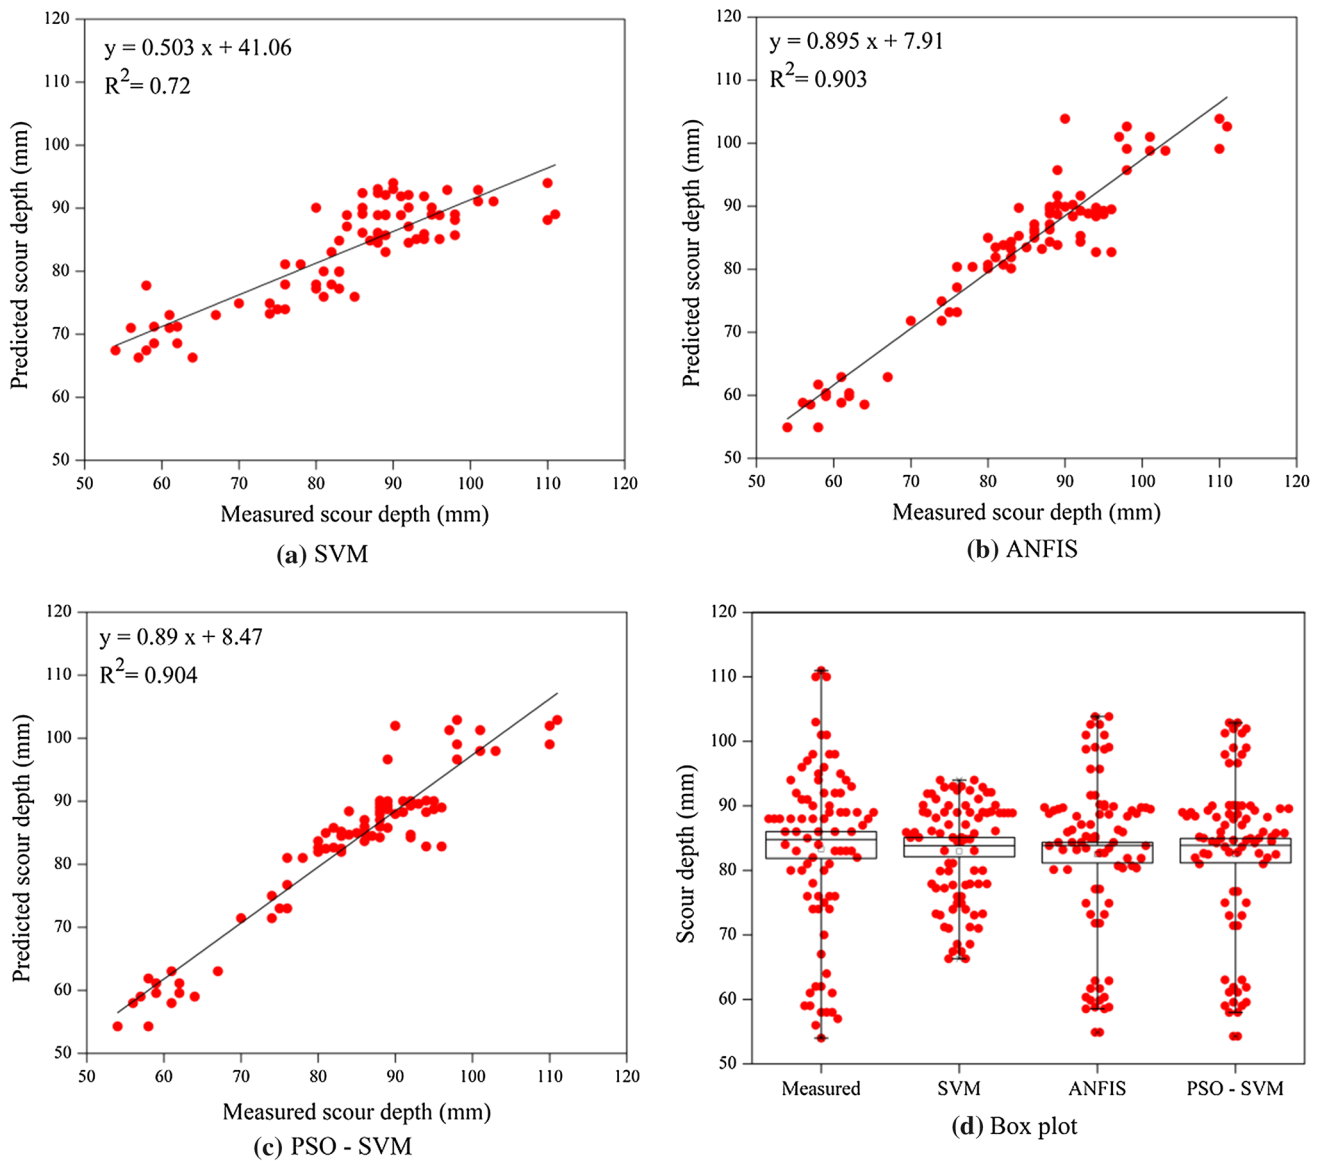 120
110
100
90
80
70
60
50
Predicted scour depth (mm)
y = 0.503 x + 41.06
R2= 0.72
50 60 70 80 90 100 110 120
Measured scour depth (mm)
(a) SVM
120
110
100
90
80
70
60
50
Predicted scour depth (mm)
y = 0.895 x + 7.91
R2= 0.903
50 60 70 80 90 100 110 120
Measured scour depth (mm)
(b) ANFIS
120
110
100
90
80
70
60
50
Predicted scour depth (mm)
y = 0.89 x + 8.47
R2= 0.904
50 60 70 80 90 100 110 120
Measured scour depth (mm)
(c) PSO - SVM
120
110
100
90
80
70
60
50
Scour depth (mm)
Measured SVM ANFIS PSO - SVM
(d) Box plot